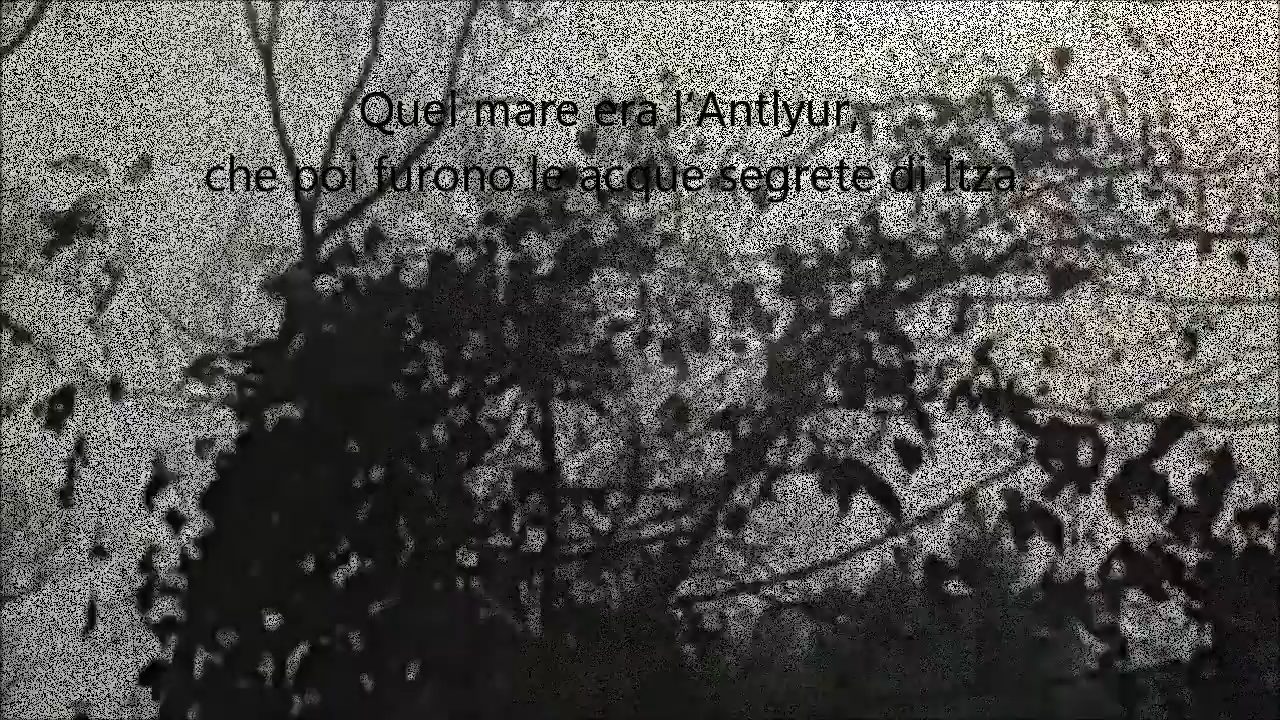 Quel mare era l'Antlyur,
che poi furono le acque segrete di Itza.